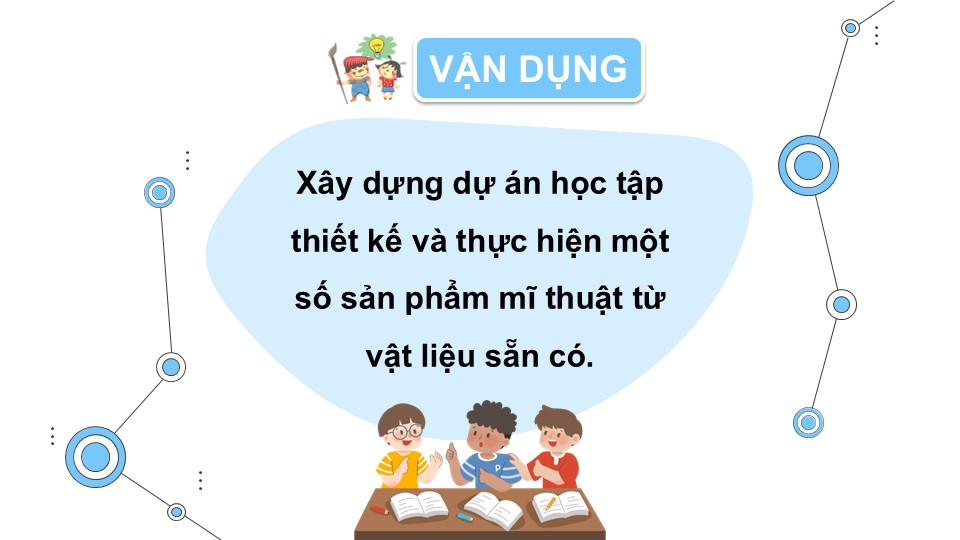 VẬN DỤNG
Xây dựng dự án học tập
thiết kế và thực hiện một
số sản phẩm mĩ thuật từ
vật liệu sẵn có.
P